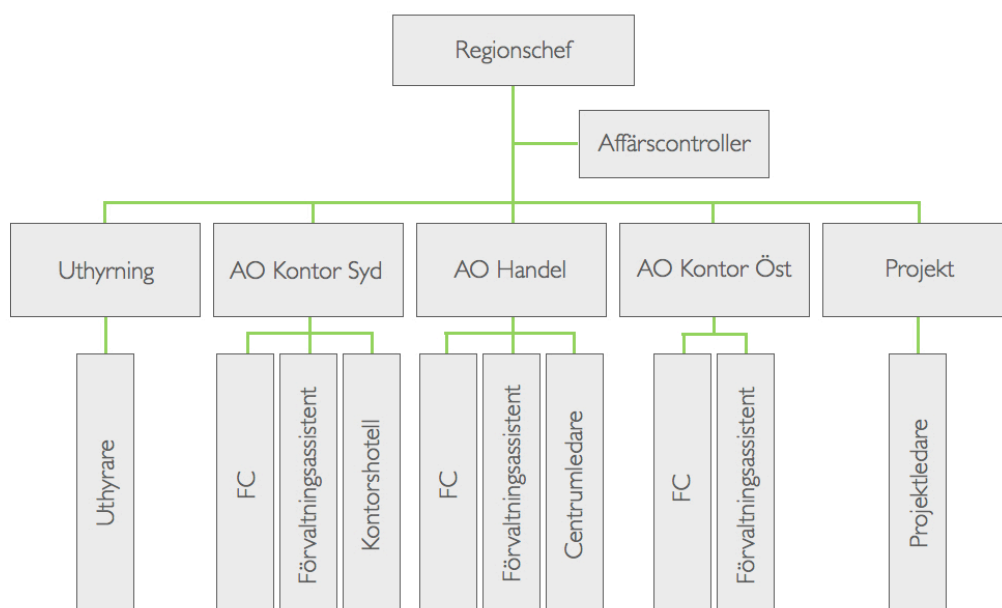 Regionschef
Affärscontroller
Uthyrning
AO Kontor Syd
AO Handel
AO Kontor Öst
Projekt
Uthyrare
FC
Förvaltningsassistent
Kontorshotell
FC
Förvaltningsassistent
Centrumledare
FC
Förvaltningsassistent
Projektledare